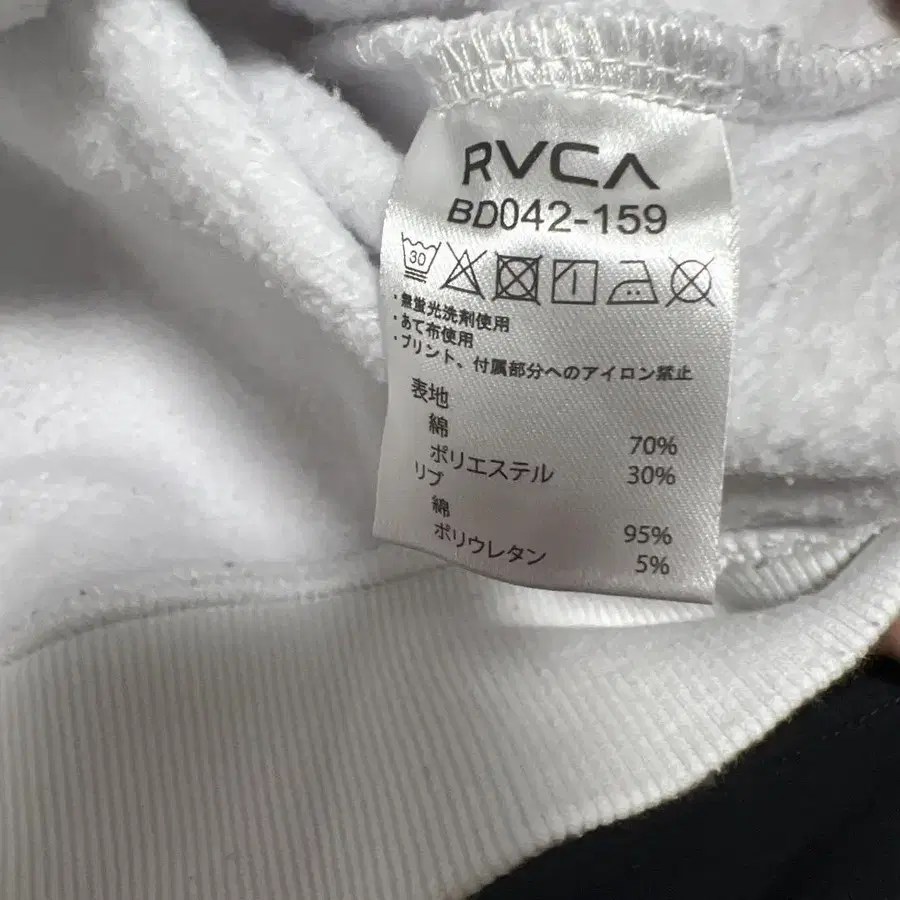 RVCA
BD042-159
30
・無蛍光洗剤使用
・あて布使用
・プリント、付属部分へのアイロン禁止
表地
綿 70%
ポリエステル 30%
リブ
綿 95%
ポリウレタン 5%